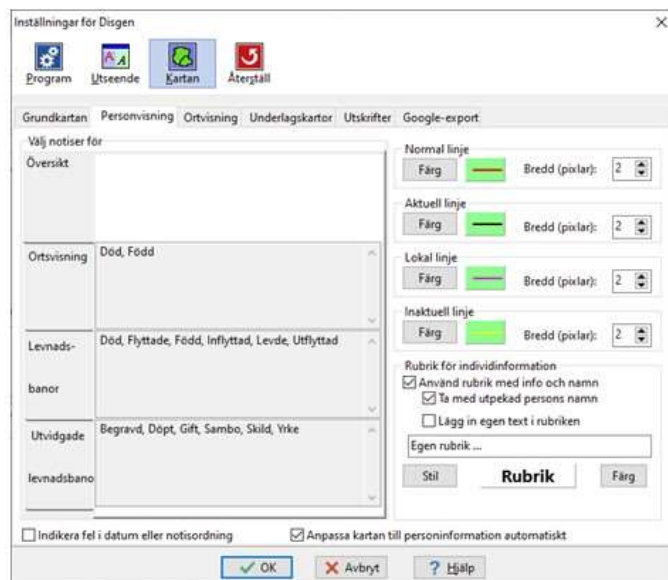 Inställningar för Disgen
Program Utseende Kartan Återställ
Grundkartan Personvisning Ortvisning Underlagskartor Utskrifter Google-export
Välj notiser för
Översikt
Ortsvisning
Död, Född
Levnads-
banor
Död, Flyttade, Född, Inflyttad, Levde, Utflyttad
Utvidgade
levnadsbano
Begravd, Döpt, Gift, Sambo, Skild, Yrke
Normal linje
Färg Bredd (pixlar): 2
Aktuell linje
Färg Bredd (pixlar): 2
Lokal linje
Färg Bredd (pixlar): 2
Inaktuell linje
Färg Bredd (pixlar): 2
Rubrik för individinformation
Använd rubrik med info och namn
Ta med utpekad persons namn
Lägg in egen text i rubriken
Egen rubrik ...
Stil Rubrik Färg
Indikera fel i datum eller notisordning Anpassa kartan till personinformation automatiskt
OK Avbryt ? Hjälp